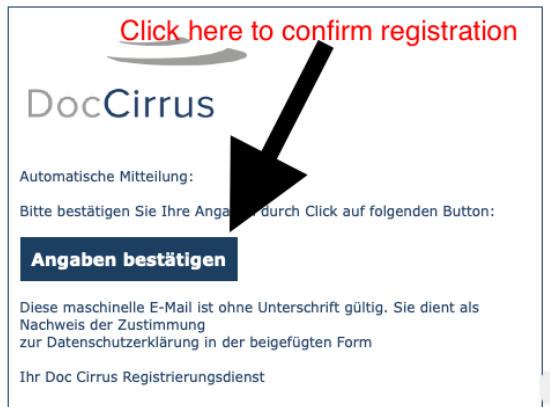 Click here to confirm registration
DocCirrus
Automatische Mitteilung:
Bitte bestätigen Sie Ihre Anga durch Click auf folgenden Button:
Angaben bestätigen
Diese maschinelle E-Mail ist ohne Unterschrift gültig. Sie dient als
Nachweis der Zustimmung
zur Datenschutzerklärung in der beigefügten Form
Ihr Doc Cirrus Registrierungsdienst